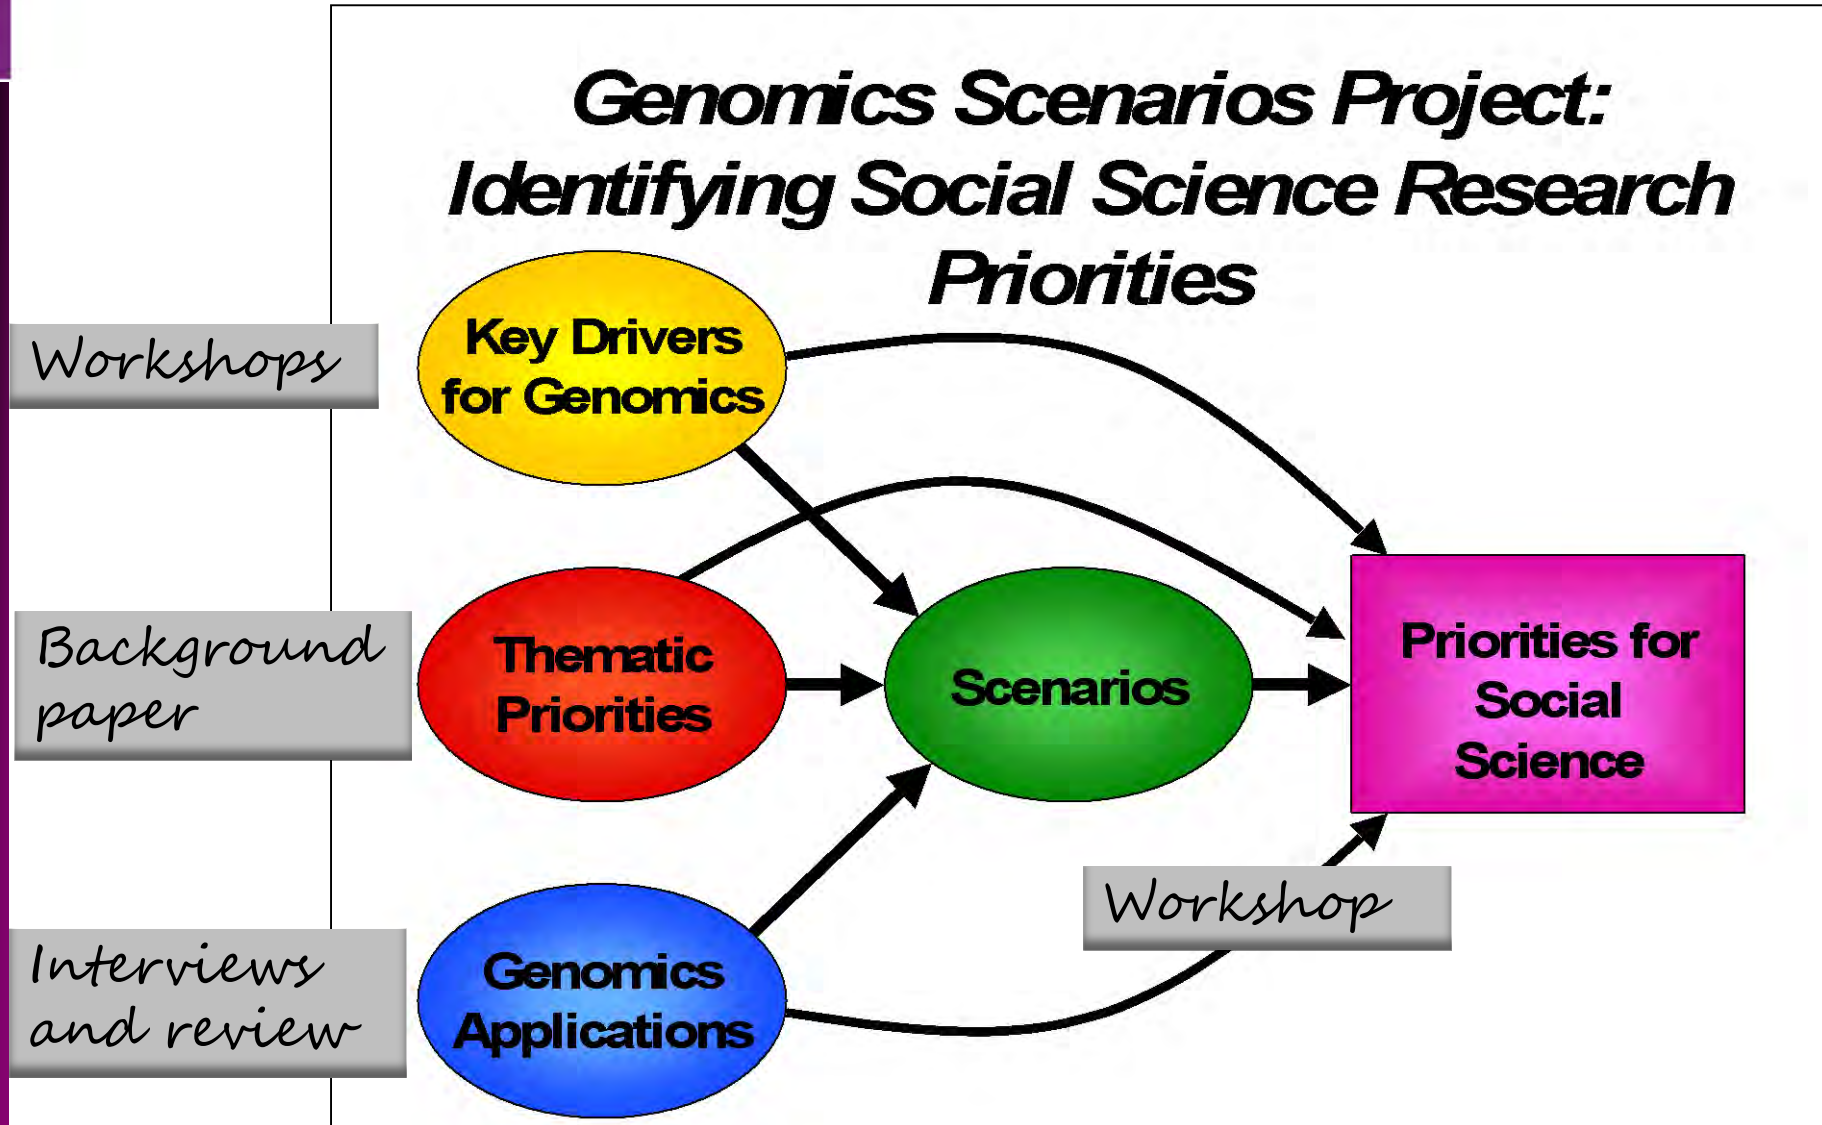 Genomics Scenarios Project:
Identifying Social Science Research
Priorities
Workshops
Key Drivers
for Genomics
Background
paper
Thematic
Priorities
Scenarios
Priorities for
Social
Science
Workshop
Interviews
and review
Genomics
Applications